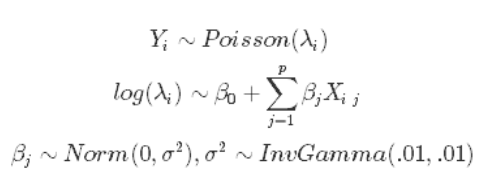 Y_i ∼ Poisson(λ_i)
log(λ_i) ∼ β_0 + ∑_{j=1}^{p} β_j X_{i j}
β_j ∼ Norm(0, σ^2), σ^2 ∼ InvGamma(.01, .01)